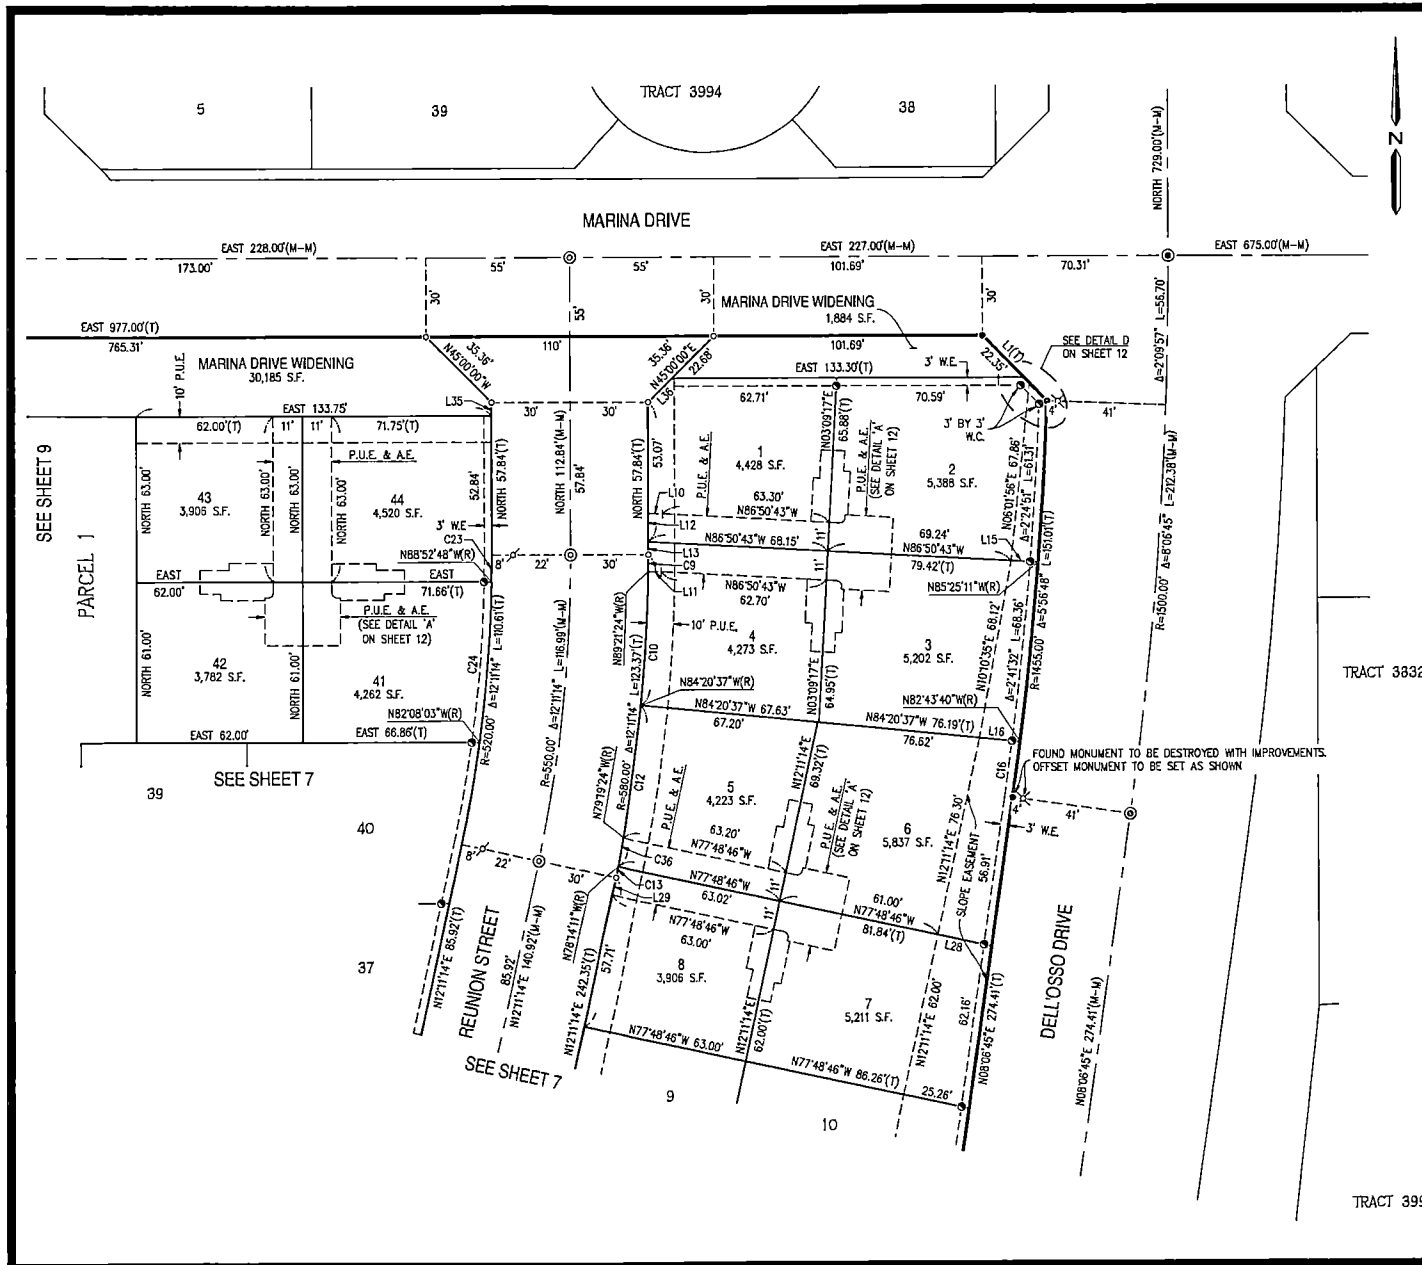 TRACT 3994
5
39
38
N
NORTH 729.00'(M-M)
MARINA DRIVE
EAST 228.00'(M-M)
EAST 227.00'(M-M)
EAST 675.00'(M-M)
173.00'
55'
55'
101.69'
70.31'
30'
55'
30'
30'
MARINA DRIVE WIDENING
1,884 S.F.
Δ=2°09'57" L=56.70'
EAST 977.00'(T)
765.31'
110'
101.69'
L1(T)
SEE DETAIL D
ON SHEET 12
10' P.U.E.
MARINA DRIVE WIDENING
30,185 S.F.
35.36'
N45°00'00"W
35.36'
N45°00'00"E
22.68'
22.35'
3' W.E.
EAST 133.30'(T)
L35
L36
62.71'
70.59'
4'
41'
3' BY 3'
W.C.
EAST 133.75'
62.00'(T)
11'
11'
71.75'(T)
30'
30'
P.U.E. & A.E.
SEE SHEET 9
PARCEL 1
NORTH 63.00'
NORTH 63.00'
NORTH 63.00'
NORTH 63.00'
43
3,906 S.F.
44
4,520 S.F.
52.84'
NORTH 57.84'(T)
NORTH 112.84'(M-M)
57.84'
NORTH 57.84'(T)
53.07'
P.U.E. & A.E.
1
4,428 S.F.
N03°09'17"E
65.88'(T)
P.U.E. & A.E.
(SEE DETAIL 'A'
ON SHEET 12)
2
5,388 S.F.
N06°01'56"E 67.86'
Δ=2°24'51" L=61.31'
L=151.01'(T)
Δ=8°06'45" L=212.38'(M-M)
R=1500.00'
3' W.E
C23
N88°52'48"W(R)
8'
22'
30'
L10
63.30'
N86°50'43"W
L12
N86°50'43"W 68.15'
L13
C9
11'
11'
69.24'
N86°50'43"W
79.42'(T)
L15
N85°25'11"W(R)
EAST
62.00'
EAST
71.66'(T)
P.U.E. & A.E.
(SEE DETAIL 'A'
ON SHEET 12)
N86°50'43"W
62.70'
L11
10' P.U.E.
N89°21'24"W(R)
C10
NORTH 61.00'
NORTH 61.00'
42
3,782 S.F.
41
4,262 S.F.
C24
R=520.00' Δ=12°11'14" L=110.61'(T)
R=550.00' Δ=12°11'14" L=116.99'(M-M)
R=580.00' Δ=12°11'14" L=123.37'(T)
4
4,273 S.F.
N03°09'17"E
64.95'(T)
3
5,202 S.F.
N10°10'35"E 68.12'
Δ=2°41'32" L=68.36'
R=1455.00' Δ=5°56'48"
N82°08'03"W(R)
EAST 62.00'
EAST 66.86'(T)
N84°20'37"W(R)
N84°20'37"W 67.63'
67.20'
N84°20'37"W 76.19'(T)
76.62'
N82°43'40"W(R)
L16
TRACT 3832
SEE SHEET 7
39
40
37
N79°19'24"W(R)
C12
P.U.E. & A.E.
5
4,223 S.F.
N12°11'14"E
69.32'(T)
P.U.E. & A.E.
(SEE DETAIL 'A'
ON SHEET 12)
6
5,837 S.F.
N12°11'14"E 76.30'
SLOPE EASEMENT
C16
FOUND MONUMENT TO BE DESTROYED WITH IMPROVEMENTS.
OFFSET MONUMENT TO BE SET AS SHOWN
4'
41'
3' W.E.
56.91'
8'
22'
30'
63.20'
N77°48'46"W
C36
C13
L29
N77°48'46"W
63.02'
11'
11'
61.00'
N77°48'46"W
81.84'(T)
L28
N78°14'11"W(R)
N77°48'46"W
63.00'
8
3,906 S.F.
7
5,211 S.F.
N12°11'14"E 85.92'(T)
REUNION STREET
85.92'
N12°11'14"E 140.92'(M-M)
57.71'
N12°11'14"E 242.35'(T)
N12°11'14"E
62.00'(T)
N12°11'14"E 62.00'
62.16'
N08°06'45"E 274.41'(T)
DELL'OSSO DRIVE
N08°06'45"E 274.41'(M-M)
N77°48'46"W 63.00'
N77°48'46"W 86.26'(T)
25.26'
SEE SHEET 7
9
10
TRACT 399